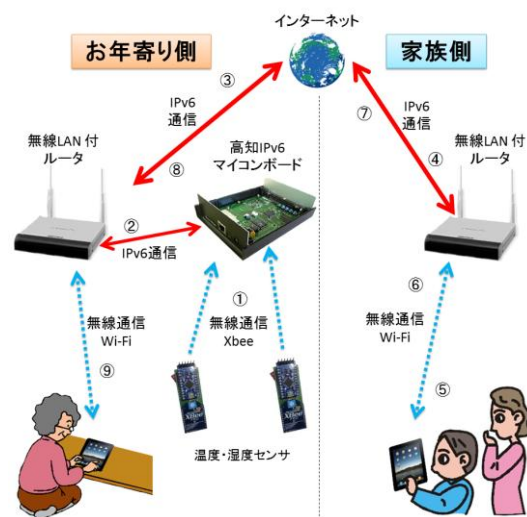 インターネット
お年寄り側
家族側
③
IPv6
通信
⑦
IPv6
通信
無線LAN 付
ルータ
高知IPv6
マイコンボード
④
無線LAN 付
ルータ
⑧
②
IPv6通信
①
無線通信
Xbee
⑥
無線通信
Wi-Fi
無線通信
Wi-Fi
⑨
⑤
温度・湿度センサ